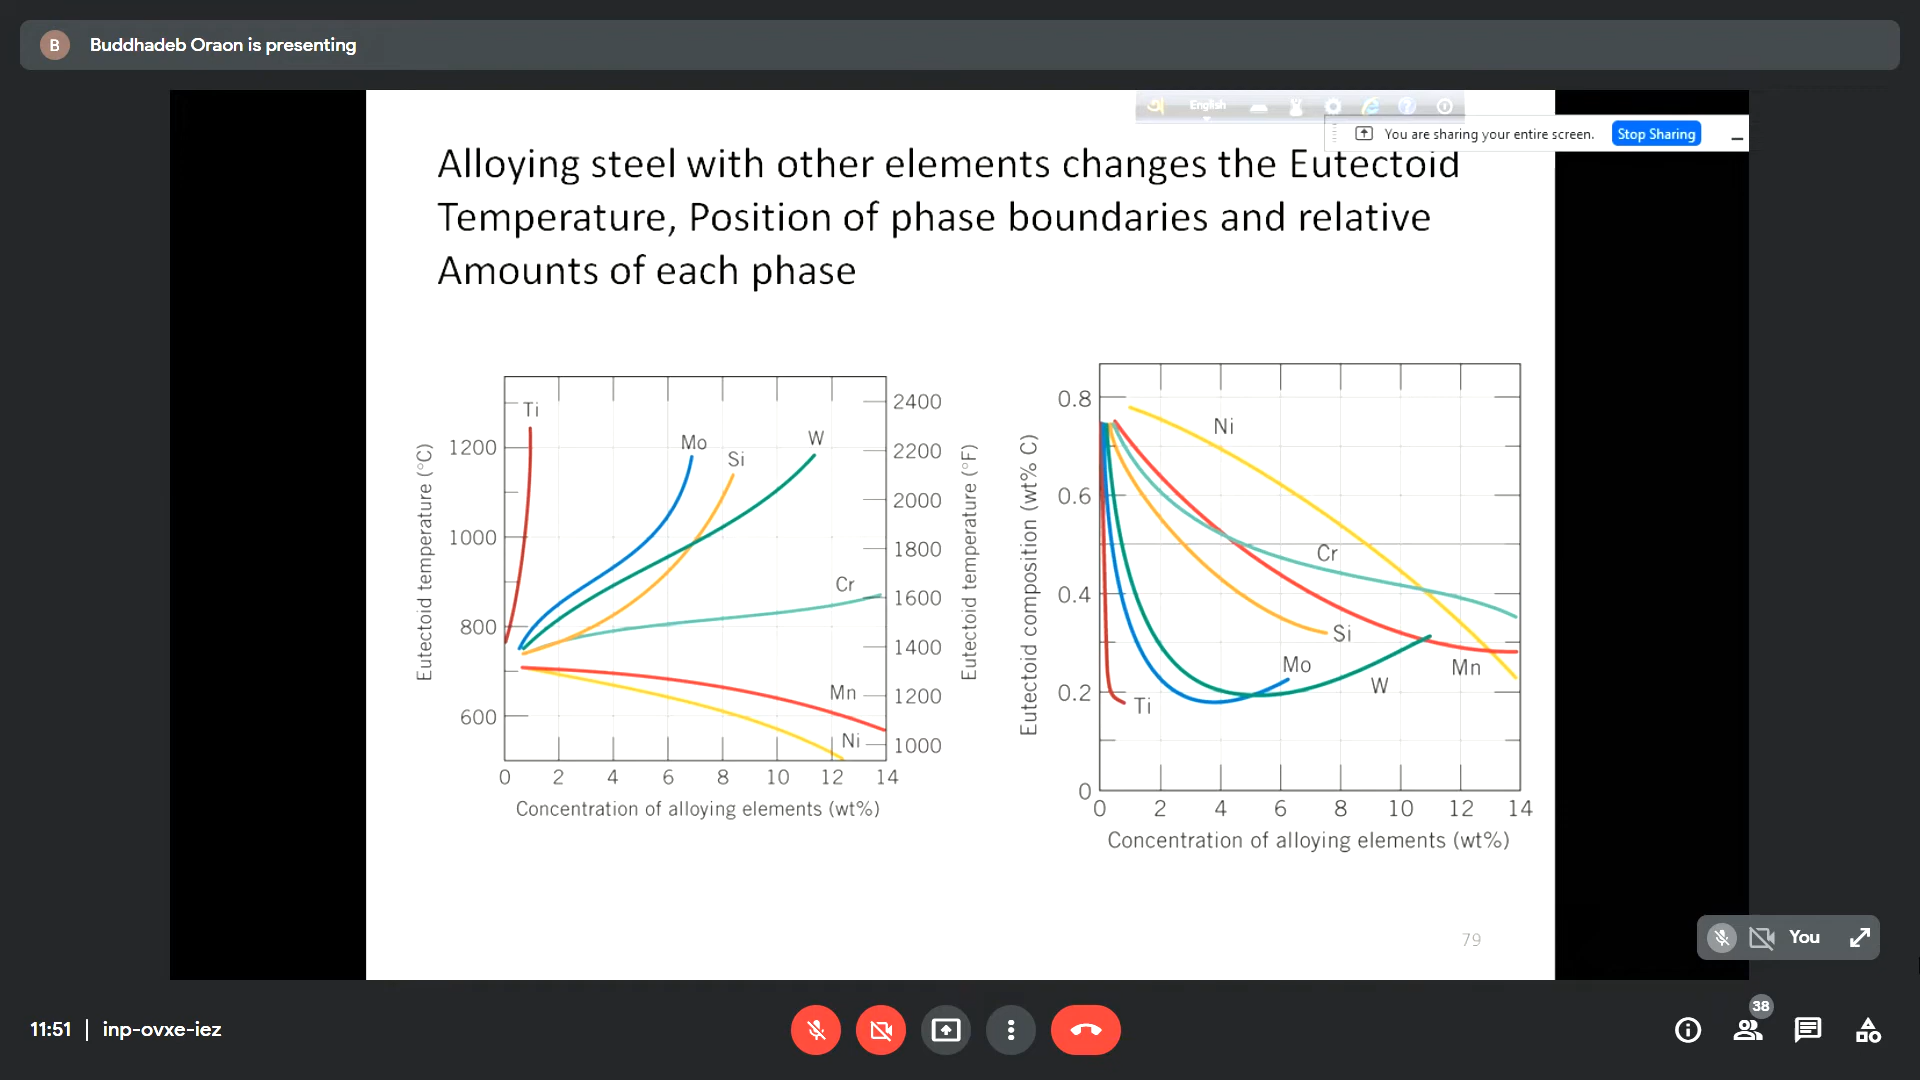 B Buddhadeb Oraon is presenting
English
You are sharing your entire screen. Stop Sharing
Alloying steel with other elements changes the Eutectoid
Temperature, Position of phase boundaries and relative
Amounts of each phase
Eutectoid temperature (°C)
1200
1000
800
600
Ti
Mo
Si
W
Cr
Mn
Ni
2400
2200
2000
1800
1600
1400
1200
1000
Eutectoid temperature (°F)
0 2 4 6 8 10 12 14
Concentration of alloying elements (wt%)
Eutectoid composition (wt% C)
0.8
0.6
0.4
0.2
0
Ni
Cr
Si
Mo
W
Mn
Ti
0 2 4 6 8 10 12 14
Concentration of alloying elements (wt%)
79
You
11:51 | inp-ovxe-iez
38